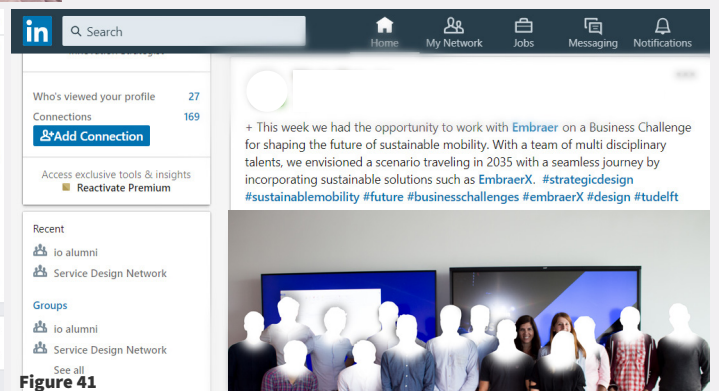 in
Search
Home
My Network
Jobs
Messaging
Notifications
Who's viewed your profile 27
Connections 169
Add Connection
Access exclusive tools & insights
Reactivate Premium
Recent
io alumni
Service Design Network
Groups
io alumni
Service Design Network
See all
+ This week we had the opportunity to work with Embraer on a Business Challenge
for shaping the future of sustainable mobility. With a team of multi disciplinary
talents, we envisioned a scenario traveling in 2035 with a seamless journey by
incorporating sustainable solutions such as EmbraerX. #strategicdesign
#sustainablemobility #future #businesschallenges #embraerX #design #tudelft
Figure 41